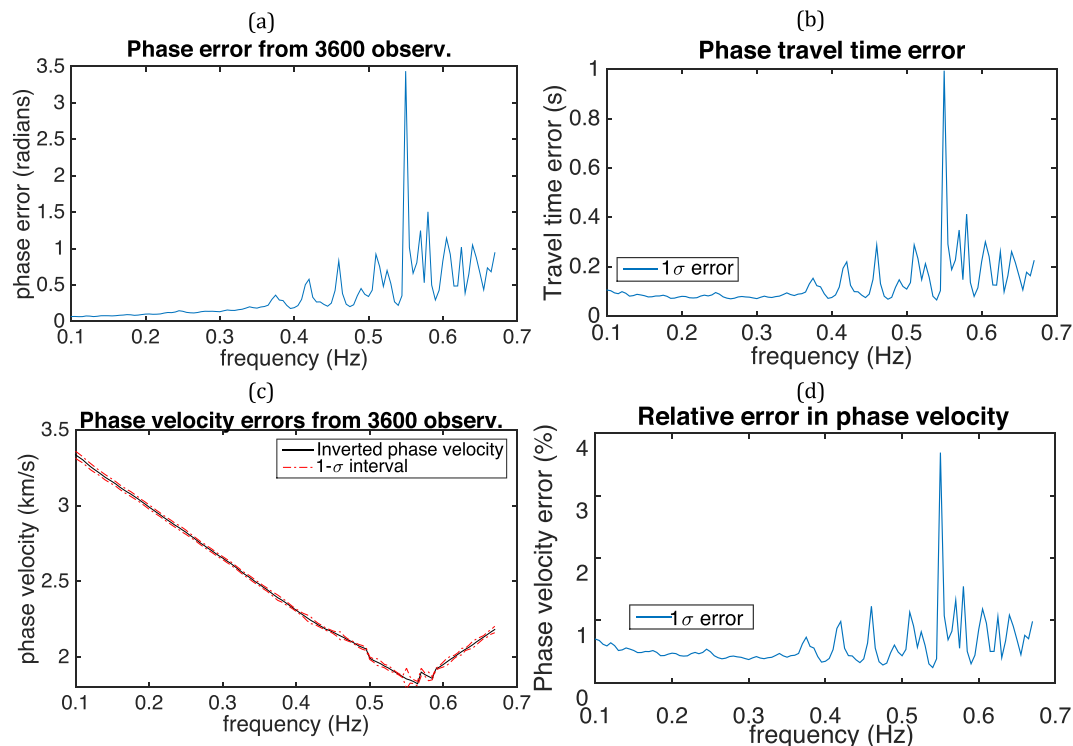 (a)
Phase error from 3600 observ.
phase error (radians)
3.5
3
2.5
2
1.5
1
0.5
0
0.1 0.2 0.3 0.4 0.5 0.6 0.7
frequency (Hz)
(b)
Phase travel time error
Travel time error (s)
1
0.8
0.6
0.4
0.2
0
1σ error
0.1 0.2 0.3 0.4 0.5 0.6 0.7
frequency (Hz)
(c)
Phase velocity errors from 3600 observ.
phase velocity (km/s)
3.5
3
2.5
2
Inverted phase velocity
1-σ interval
0.1 0.2 0.3 0.4 0.5 0.6 0.7
frequency (Hz)
(d)
Relative error in phase velocity
Phase velocity error (%)
4
3
2
1
0
1σ error
0.1 0.2 0.3 0.4 0.5 0.6 0.7
frequency (Hz)